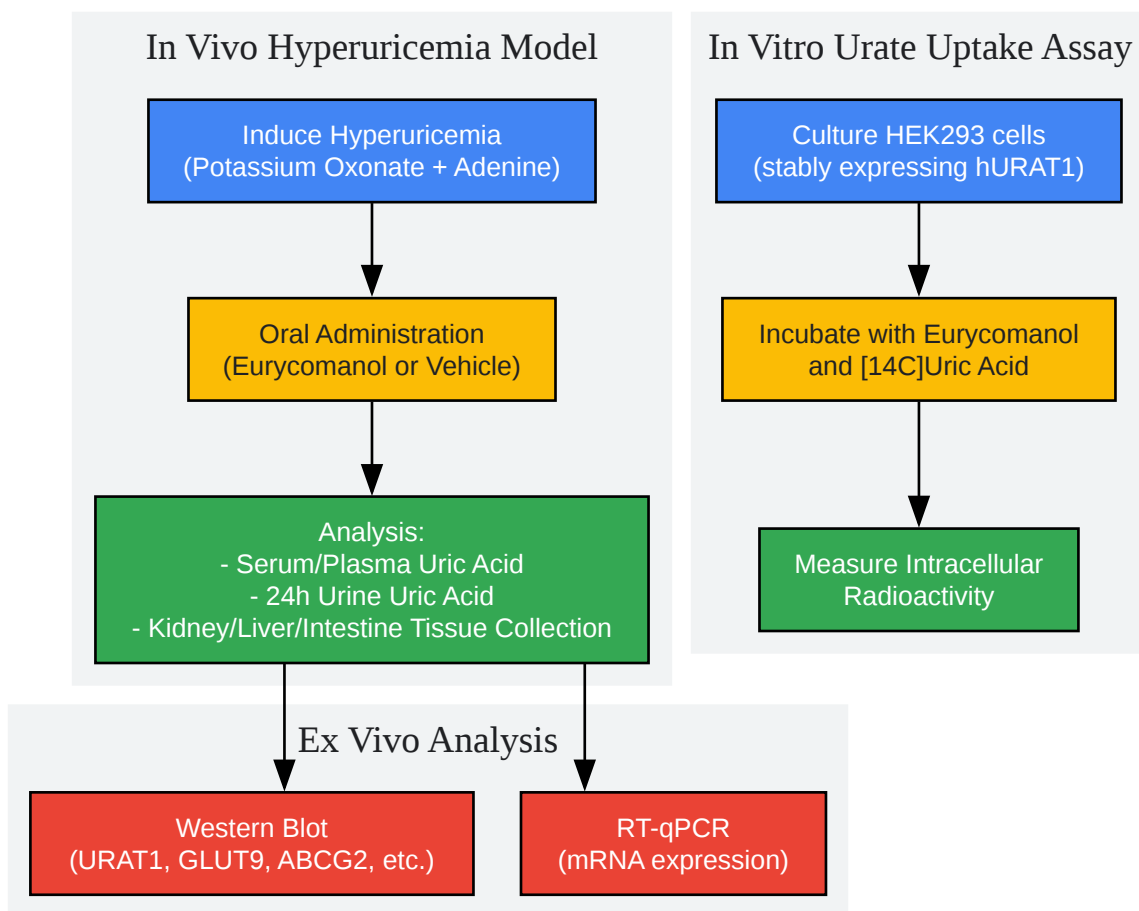 In Vivo Hyperuricemia Model
Induce Hyperuricemia
(Potassium Oxonate + Adenine)
Oral Administration
(Eurycomanol or Vehicle)
Analysis:
- Serum/Plasma Uric Acid
- 24h Urine Uric Acid
- Kidney/Liver/Intestine Tissue Collection
Ex Vivo Analysis
Western Blot
(URAT1, GLUT9, ABCG2, etc.)
RT-qPCR
(mRNA expression)
In Vitro Urate Uptake Assay
Culture HEK293 cells
(stably expressing hURAT1)
Incubate with Eurycomanol
and [14C]Uric Acid
Measure Intracellular
Radioactivity